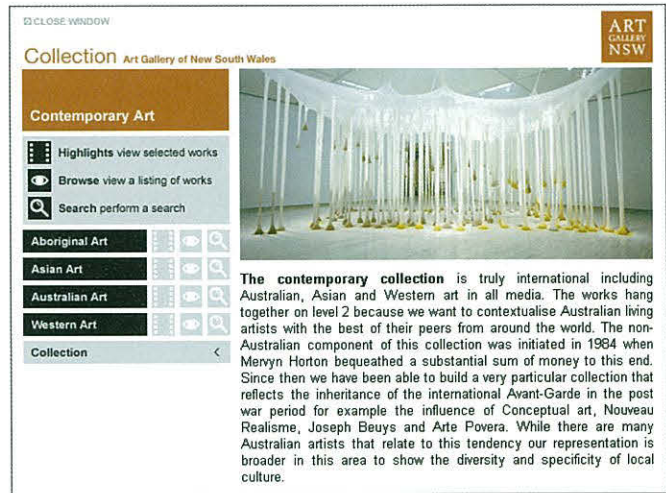 CLOSE WINDOW
ART
GALLERY
NSW
Collection Art Gallery of New South Wales
Contemporary Art
Highlights view selected works
Browse view a listing of works
Search perform a search
Aboriginal Art
Asian Art
Australian Art
Western Art
Collection <
The contemporary collection is truly international including
Australian, Asian and Western art in all media. The works hang
together on level 2 because we want to contextualise Australian living
artists with the best of their peers from around the world. The non-
Australian component of this collection was initiated in 1984 when
Mervyn Horton bequeathed a substantial sum of money to this end.
Since then we have been able to build a very particular collection that
reflects the inheritance of the international Avant-Garde in the post
war period for example the influence of Conceptual art, Nouveau
Realisme, Joseph Beuys and Arte Povera. While there are many
Australian artists that relate to this tendency our representation is
broader in this area to show the diversity and specificity of local
culture.